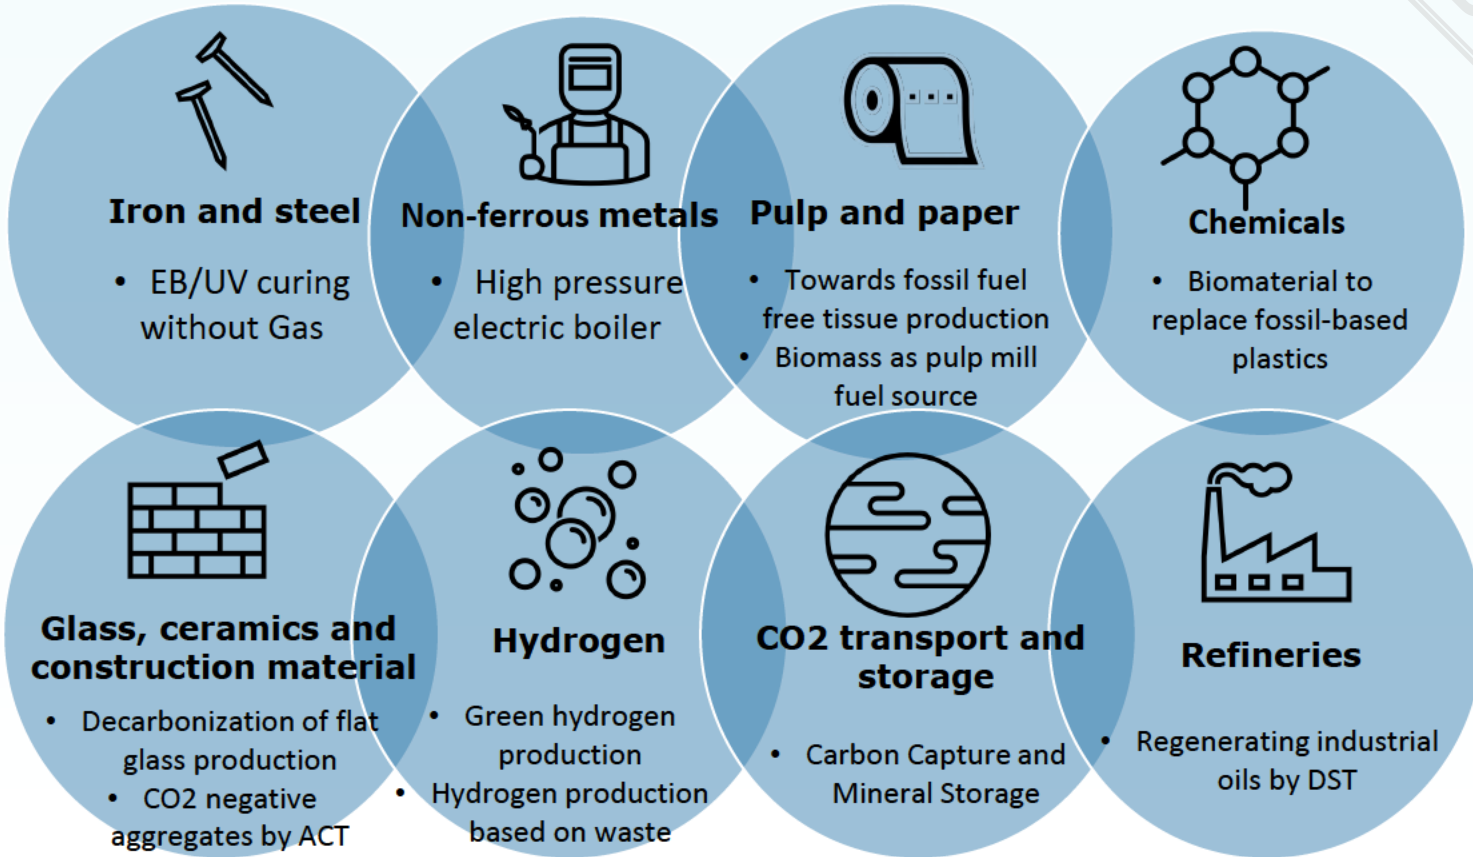 Iron and steel
• EB/UV curing
without Gas
Non-ferrous metals
• High pressure
electric boiler
Pulp and paper
• Towards fossil fuel
free tissue production
• Biomass as pulp mill
fuel source
Chemicals
• Biomaterial to
replace fossil-based
plastics
Glass, ceramics and
construction material
• Decarbonization of flat
glass production
• CO2 negative
aggregates by ACT
Hydrogen
• Green hydrogen
production
• Hydrogen production
based on waste
CO2 transport and
storage
• Carbon Capture and
Mineral Storage
Refineries
• Regenerating industrial
oils by DST